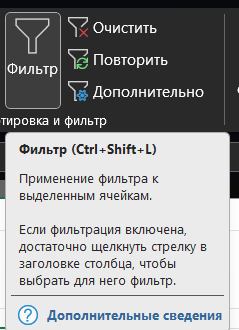 Очистить
Фильтр
Повторить
Дополнительно
тировка и фильтр
Фильтр (Ctrl+Shift+L)
Применение фильтра к
выделенным ячейкам.
Если фильтрация включена,
достаточно щелкнуть стрелку в
заголовке столбца, чтобы
выбрать для него фильтр.
Дополнительные сведения